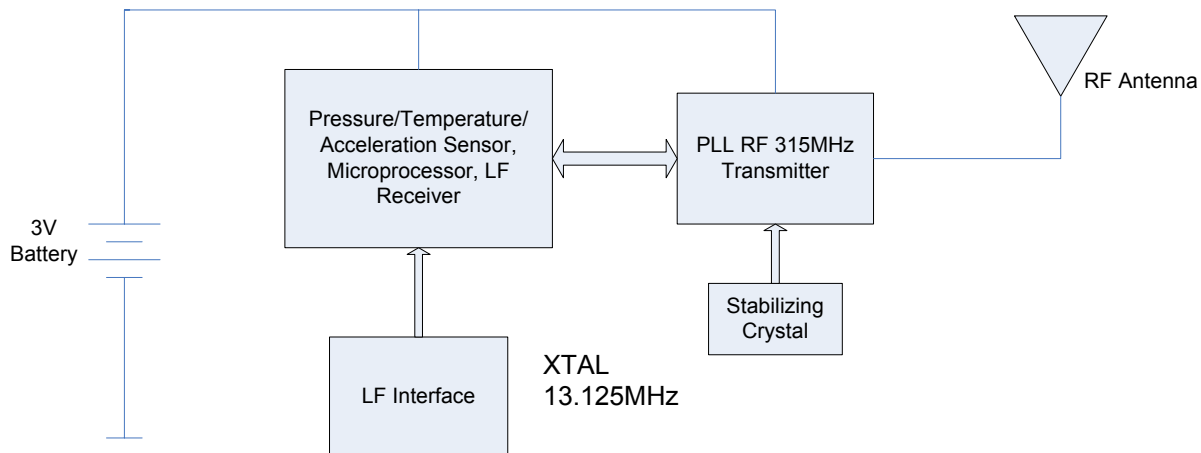 RF Antenna
Pressure/Temperature/
Acceleration Sensor,
Microprocessor, LF
Receiver
PLL RF 315MHz
Transmitter
3V
Battery
Stabilizing
Crystal
XTAL
13.125MHz
LF Interface